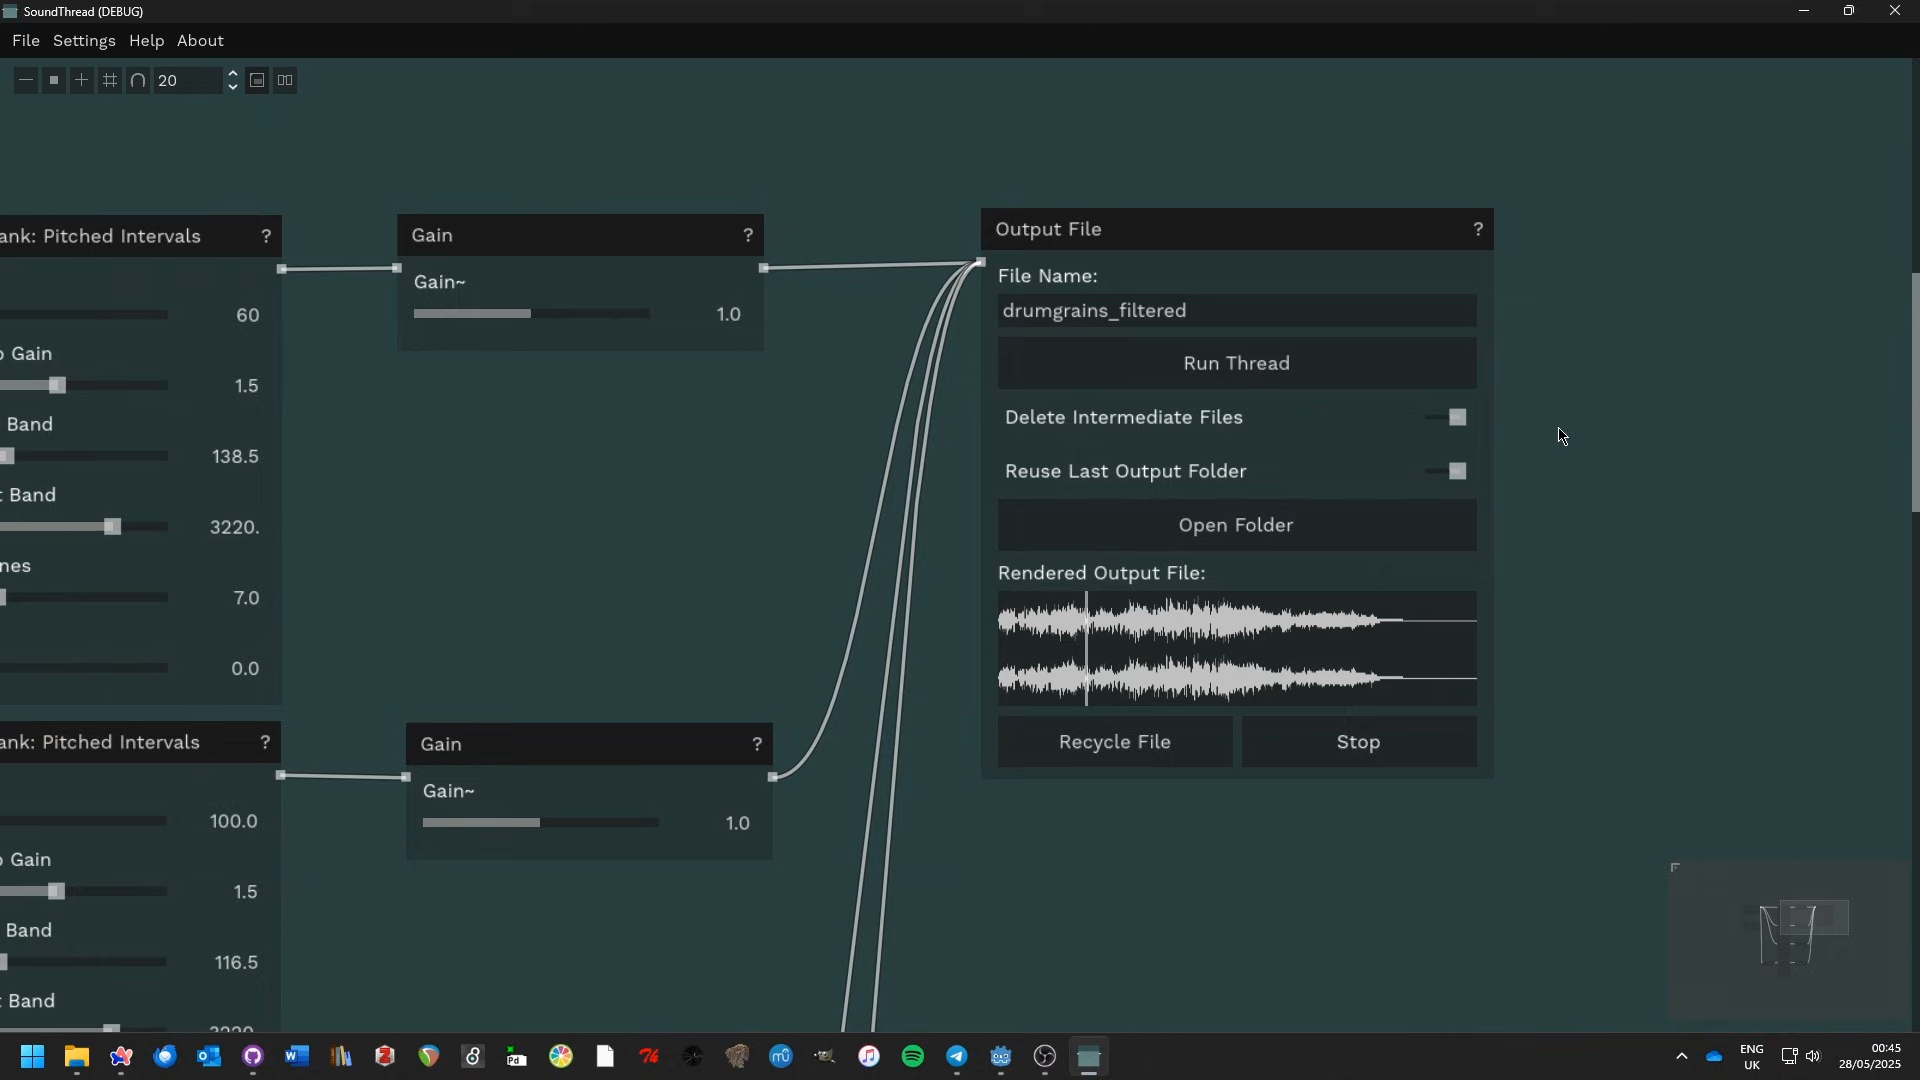 SoundThread (DEBUG)
File Settings Help About
20
ank: Pitched Intervals ?
60
Gain
1.5
Band
138.5
Band
3220.
nes
7.0
0.0
Gain ?
Gain~
1.0
Output File ?
File Name:
drumgrains_filtered
Run Thread
Delete Intermediate Files
Reuse Last Output Folder
Open Folder
Rendered Output File:
Recycle File Stop
ank: Pitched Intervals ?
100.0
Gain
1.5
Band
116.5
Band
3220
Gain ?
Gain~
1.0
Pd
ENG
UK
00:45
28/05/2025